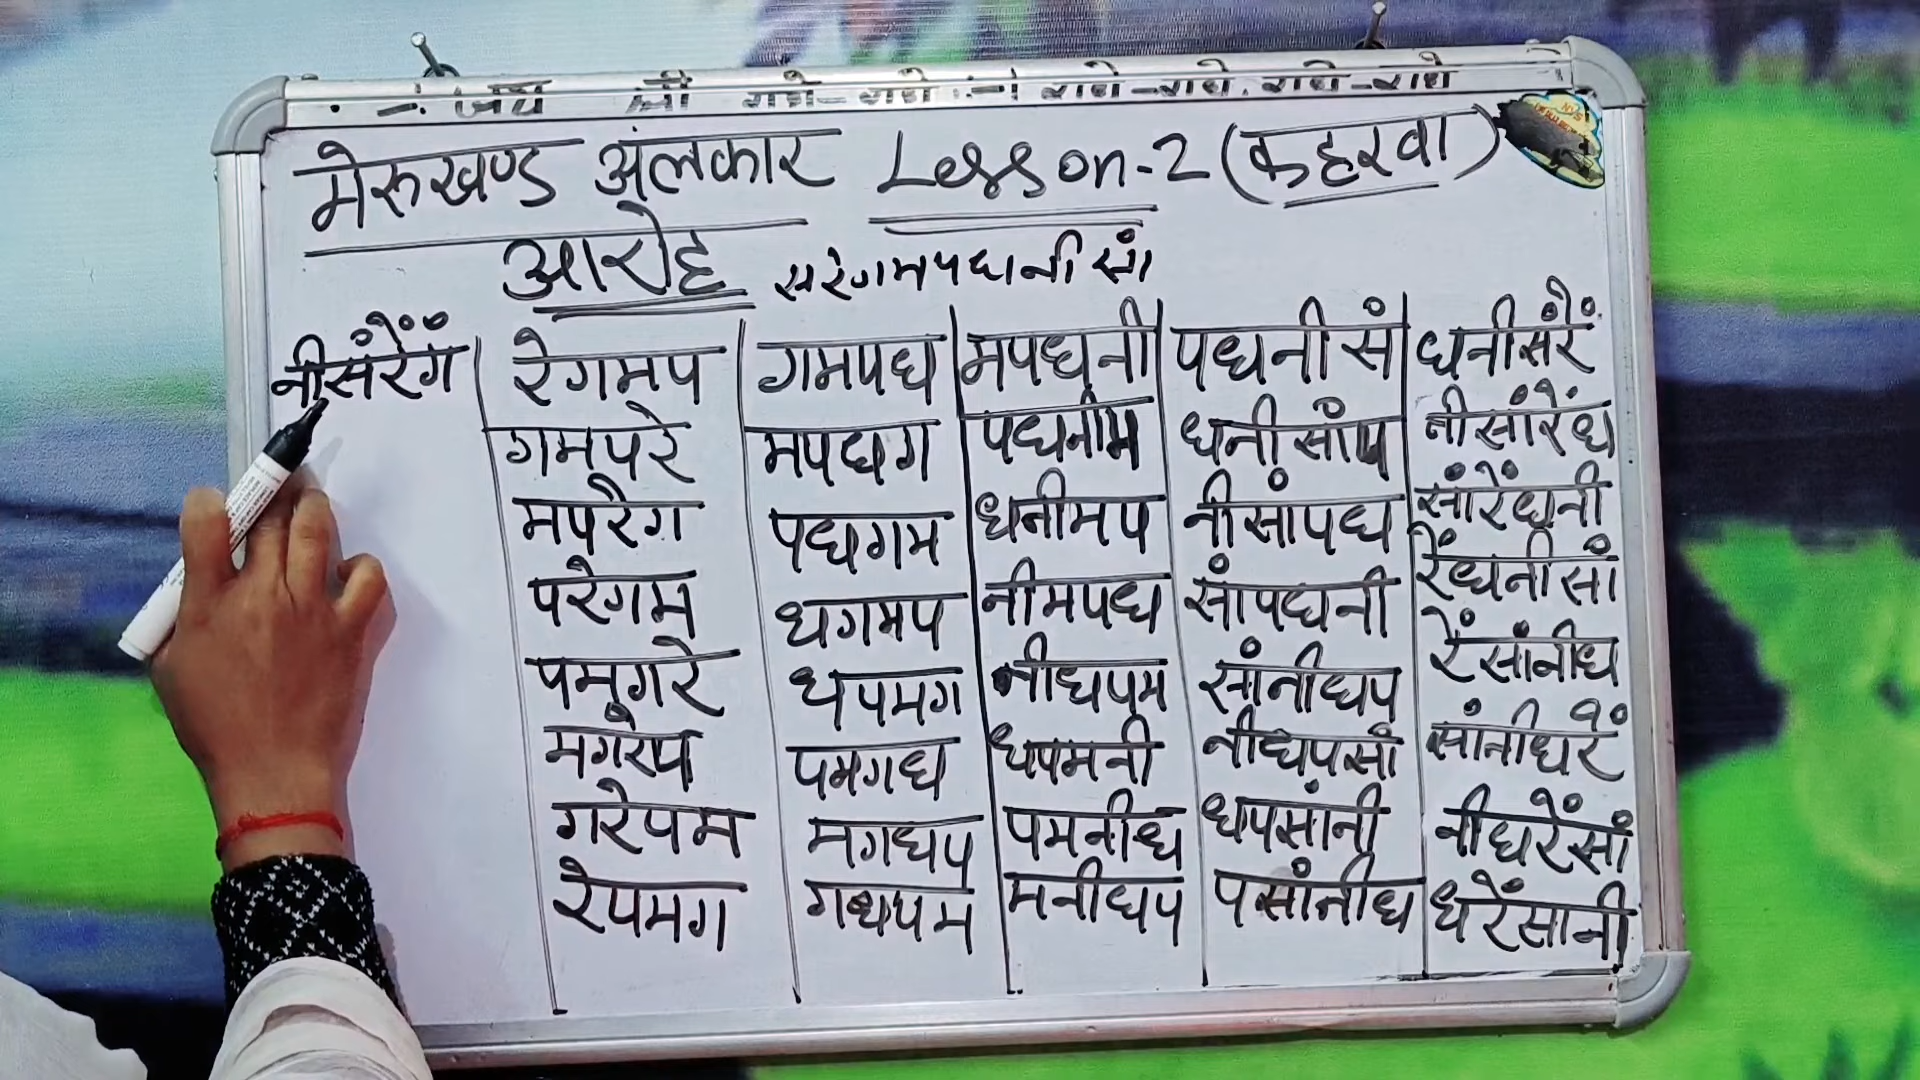 जय श्री राधे-राधे राधे-राधे. राधे-राधे
मेरूखण्ड अंलकार Lesson-2 (कहरवा)
आरोह सरेगमपधनीसां
नीसंरेंगं रेगमप गमपध मपधनी पधनीसं धनीसंरें
गमपरे मपधग पधनीम धनीसांप नीसांरेंध
मपरेग पधगम धनीमप नीसांपध सांरेंधनी
परेगम धगमप नीमपध सांपधनी रेंधनीसां
पमगरे धपमग नीधपम सांनीधप रेंसांनीध
मगरेप पमगध धपमनी नीधपसां सांनीधरें
गरेपम मगधप पमनीध धपसांनी नीधरेंसां
रेपमग गधपम मनीधप पसांनीध धरेंसांनी